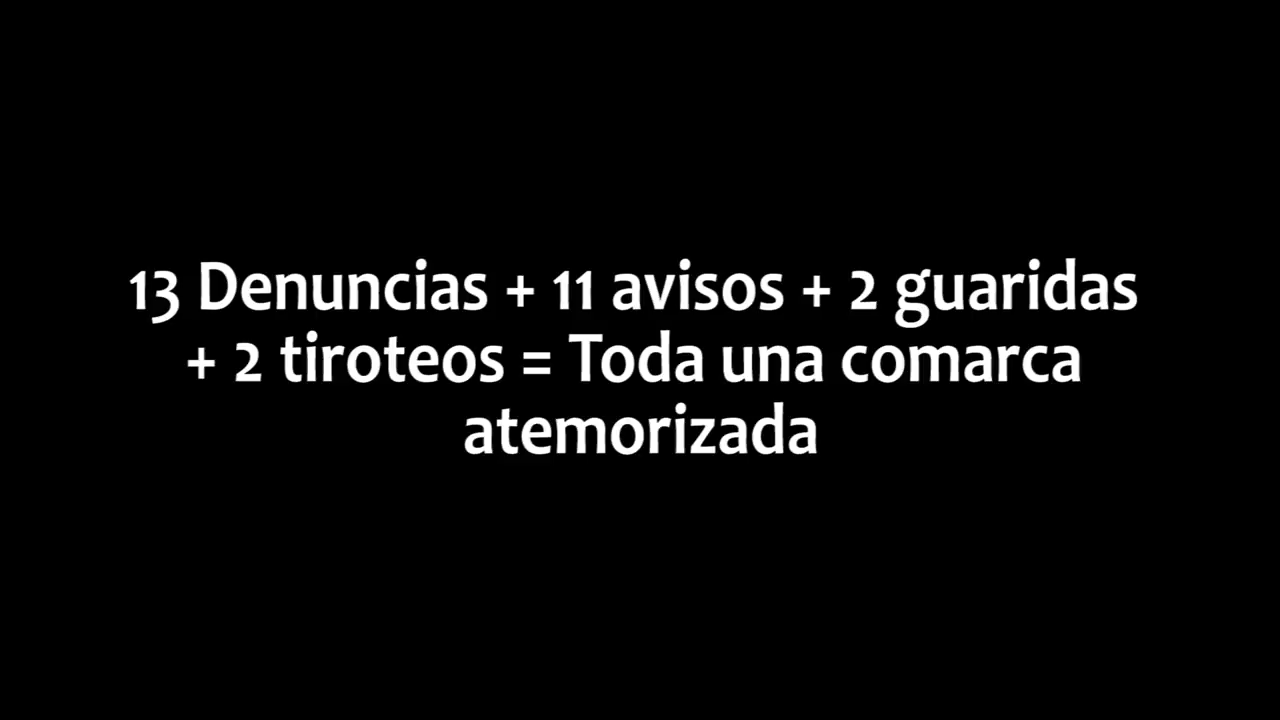 13 Denuncias + 11 avisos + 2 guaridas
+ 2 tiroteos = Toda una comarca
atemorizada